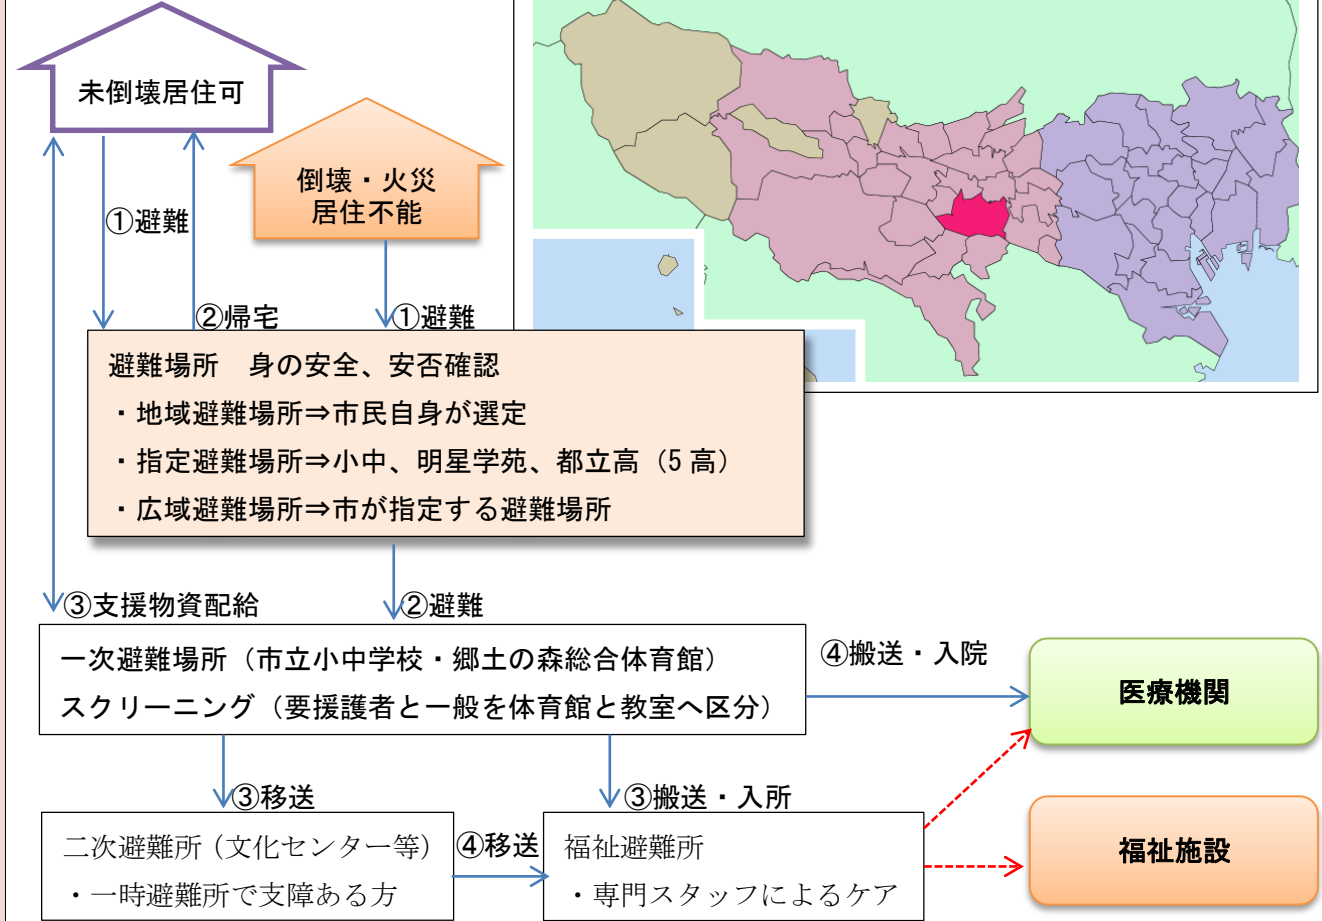 未倒壊居住可
倒壊・火災
居住不能
①避難
②帰宅
①避難
避難場所　身の安全、安否確認
・地域避難場所⇒市民自身が選定
・指定避難場所⇒小中、明星学苑、都立高（5 高）
・広域避難場所⇒市が指定する避難場所
③支援物資配給
②避難
一次避難場所（市立小中学校・郷土の森総合体育館）
スクリーニング（要援護者と一般を体育館と教室へ区分）
④搬送・入院
医療機関
③移送
③搬送・入所
二次避難所（文化センター等）
・一時避難所で支障ある方
④移送
福祉避難所
・専門スタッフによるケア
福祉施設